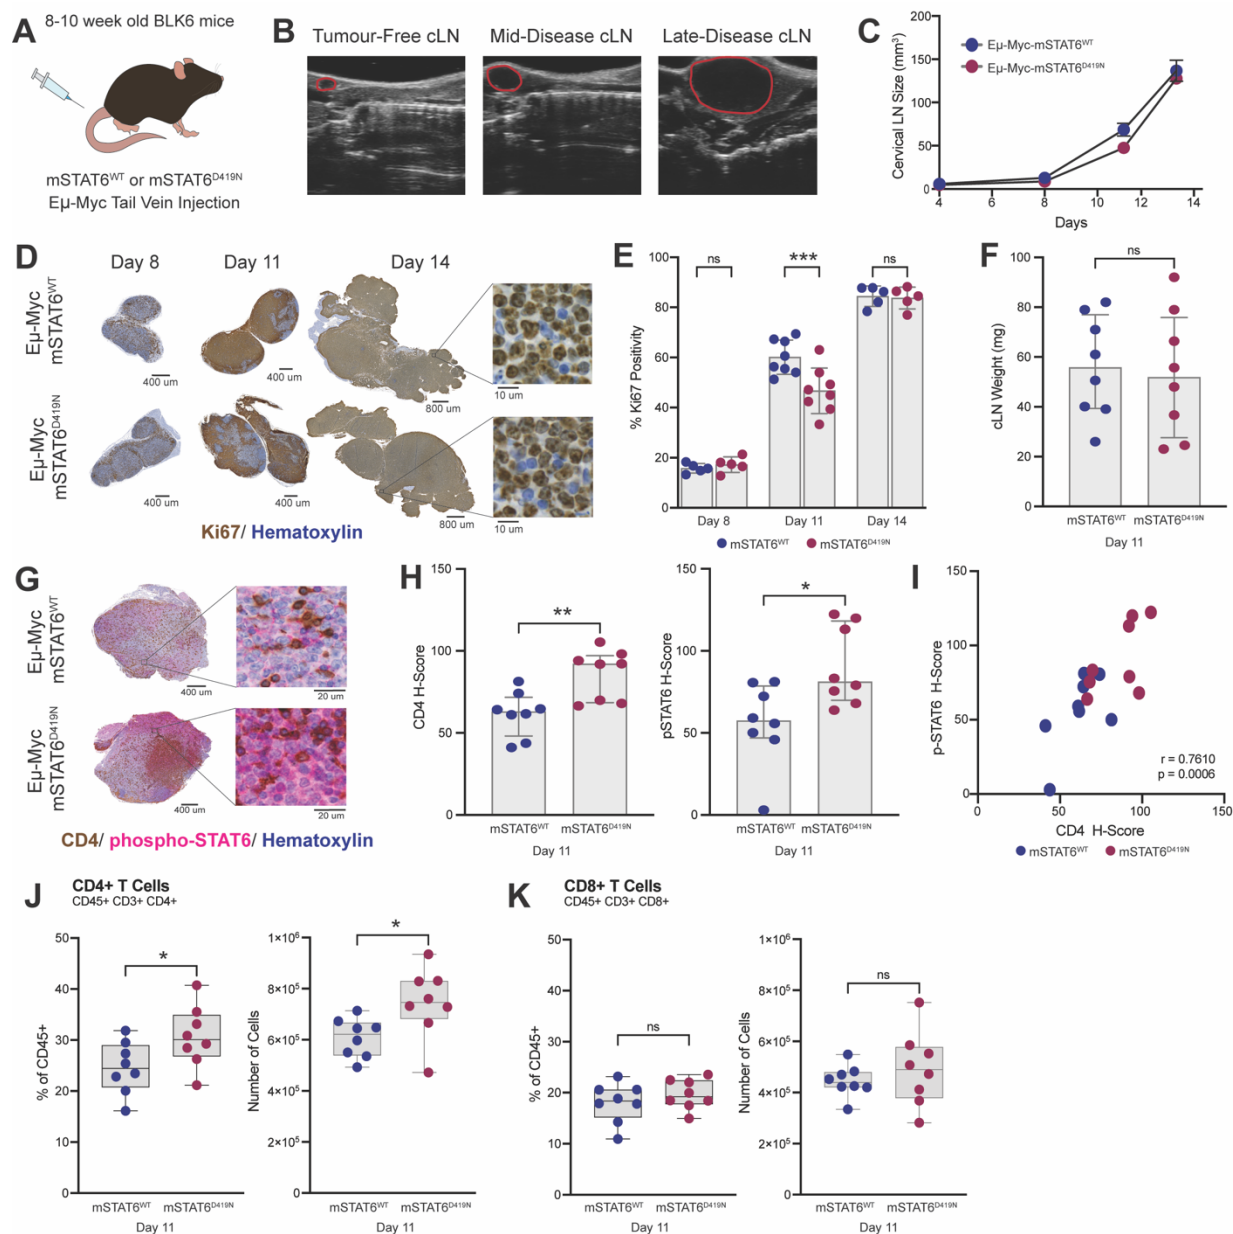 A
8-10 week old BLK6 mice
mSTAT6WT or mSTAT6D419N
Eµ-Myc Tail Vein Injection
B
Tumour-Free cLN
Mid-Disease cLN
Late-Disease cLN
C
Cervical LN Size (mm³)
200
150
100
50
0
4
6
8
10
12
14
Days
Eµ-Myc-mSTAT6WT
Eµ-Myc-mSTAT6D419N
D
Day 8
Day 11
Day 14
Eµ-Myc
mSTAT6WT
400 um
400 um
800 um
10 um
Eµ-Myc
mSTAT6D419N
400 um
400 um
800 um
10 um
Ki67/ Hematoxylin
E
% Ki67 Positivity
100
80
60
40
20
0
ns
***
ns
Day 8
Day 11
Day 14
mSTAT6WT
mSTAT6D419N
F
cLN Weight (mg)
100
80
60
40
20
0
ns
mSTAT6WT
mSTAT6D419N
Day 11
G
Eµ-Myc
mSTAT6WT
400 um
20 um
Eµ-Myc
mSTAT6D419N
400 um
20 um
CD4/ phospho-STAT6/ Hematoxylin
H
CD4 H-Score
150
100
50
0
**
mSTAT6WT
mSTAT6D419N
Day 11
pSTAT6 H-Score
150
100
50
0
*
mSTAT6WT
mSTAT6D419N
Day 11
I
p-STAT6 H-Score
150
100
50
0
r = 0.7610
p = 0.0006
0
50
100
150
CD4 H-Score
mSTAT6WT
mSTAT6D419N
J
CD4+ T Cells
CD45+ CD3+ CD4+
% of CD45+
50
40
30
20
10
0
*
mSTAT6WT
mSTAT6D419N
Day 11
Number of Cells
1×10⁶
8×10⁵
6×10⁵
4×10⁵
2×10⁵
0
*
mSTAT6WT
mSTAT6D419N
Day 11
K
CD8+ T Cells
CD45+ CD3+ CD8+
% of CD45+
50
40
30
20
10
0
ns
mSTAT6WT
mSTAT6D419N
Day 11
Number of Cells
1×10⁶
8×10⁵
6×10⁵
4×10⁵
2×10⁵
0
ns
mSTAT6WT
mSTAT6D419N
Day 11